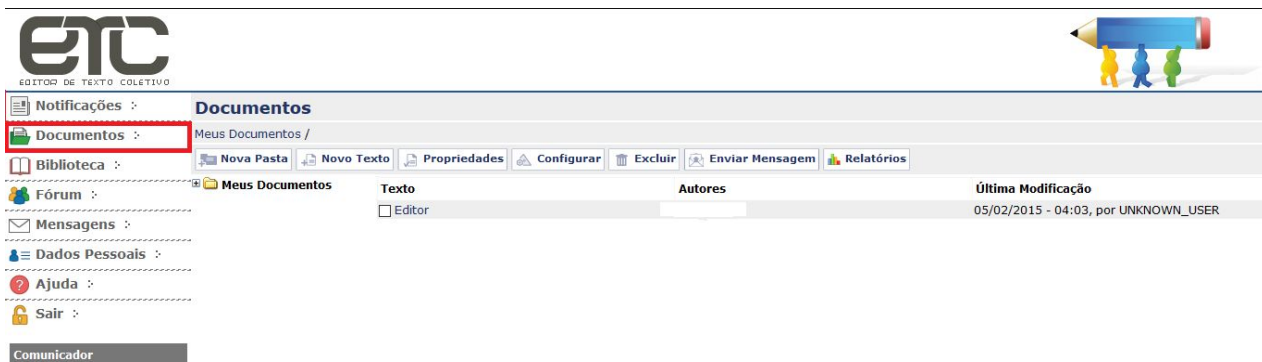 ETC
EDITOR DE TEXTO COLETIVO
Notificações
Documentos
Biblioteca
Fórum
Mensagens
Dados Pessoais
Ajuda
Sair
Comunicador
Documentos
Meus Documentos /
Nova Pasta Novo Texto Propriedades Configurar Excluir Enviar Mensagem Relatórios
Meus Documentos
Texto Autores Última Modificação
Editor 05/02/2015 - 04:03, por UNKNOWN_USER